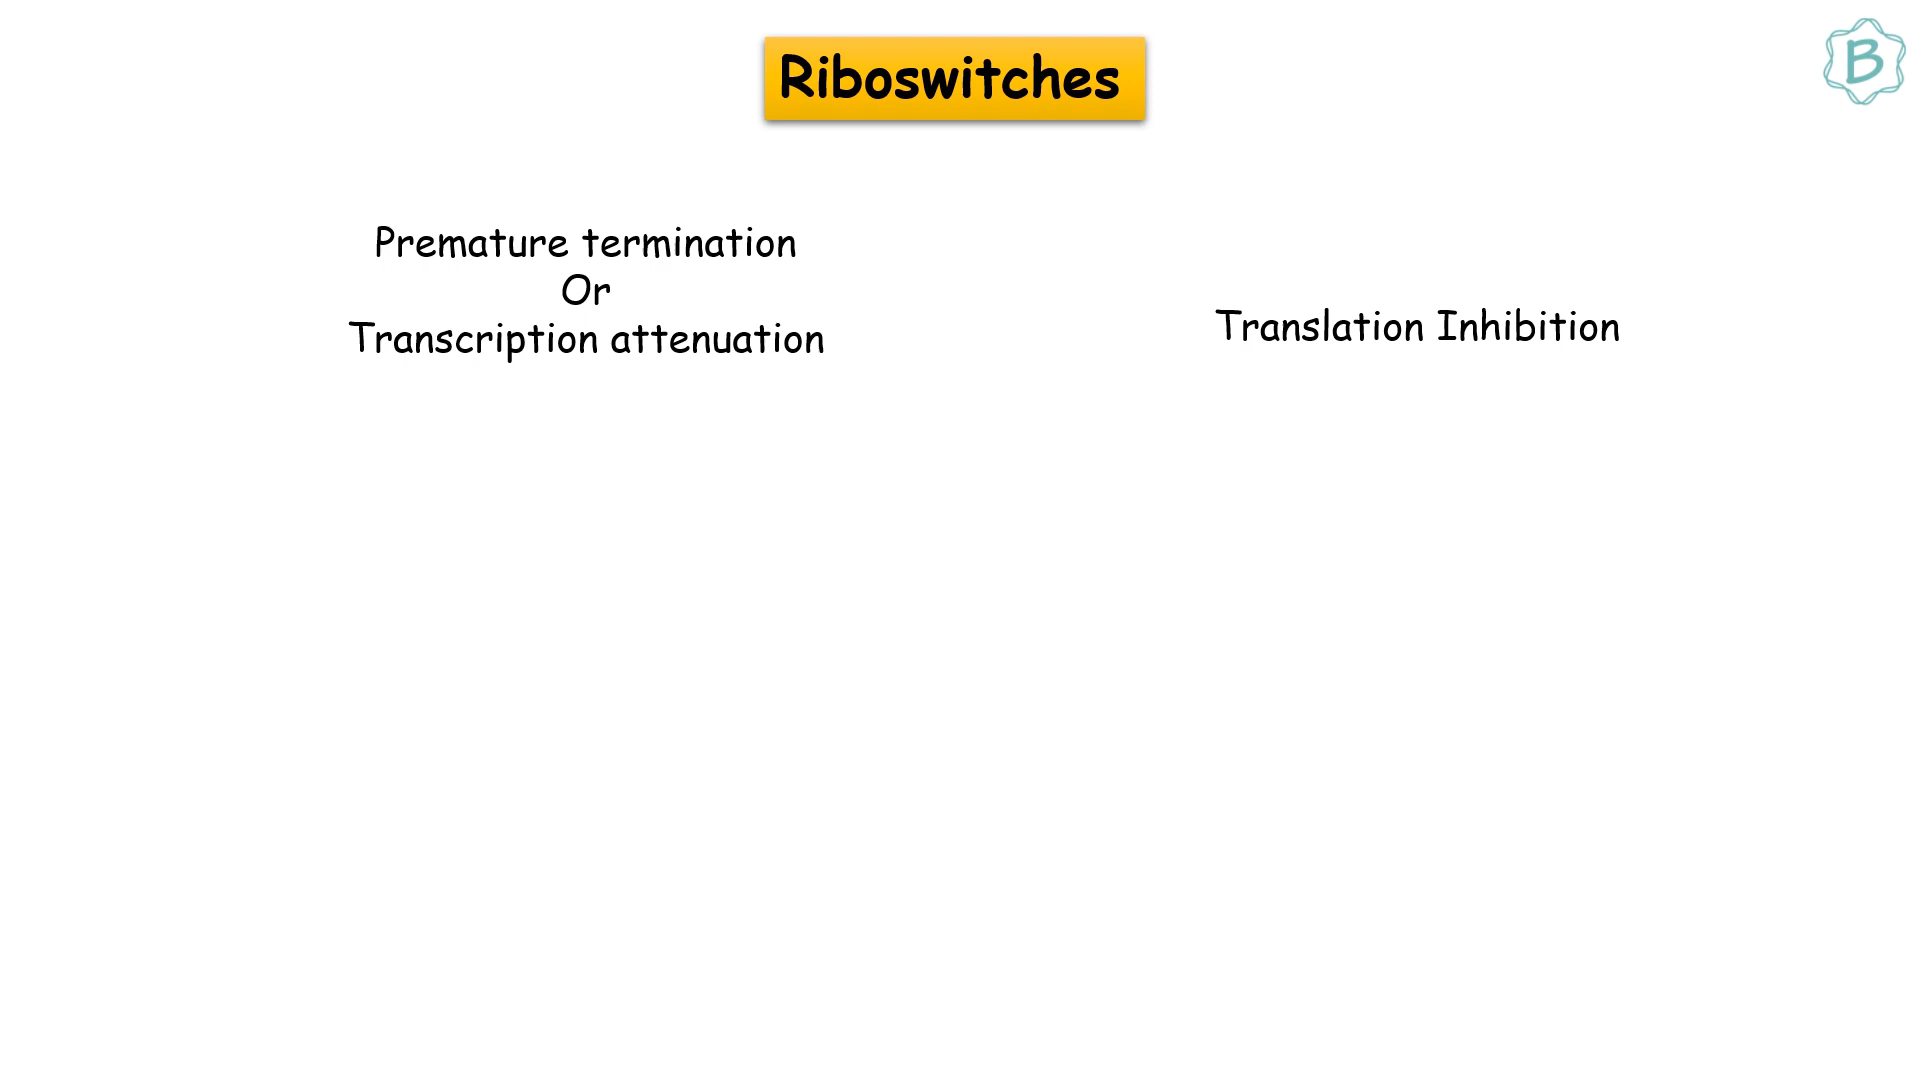 Riboswitches
B
Premature termination
Or
Transcription attenuation
Translation Inhibition